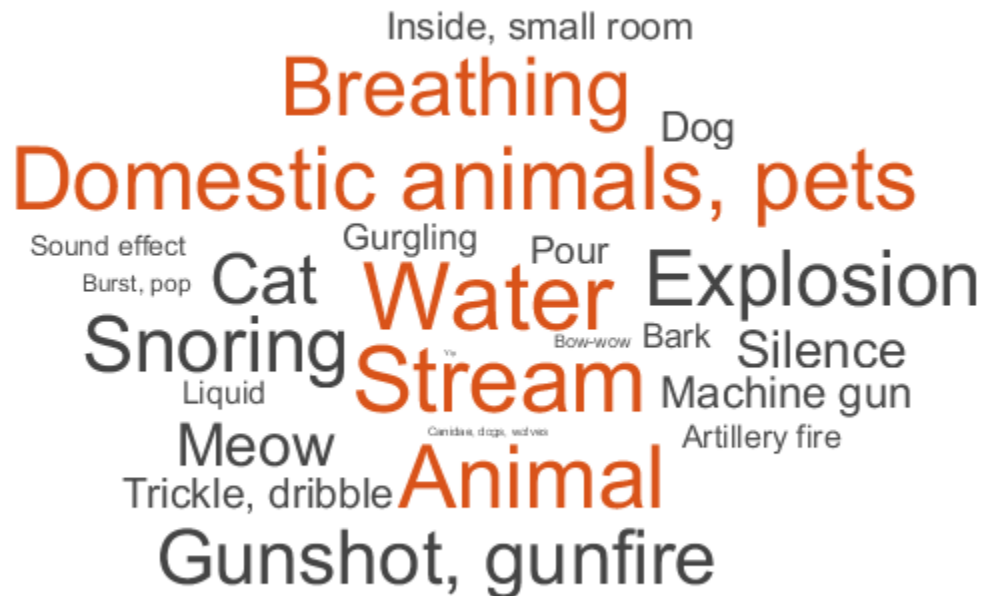 Inside, small room
Breathing
Dog
Domestic animals, pets
Gurgling
Sound effect
Pour
Cat
Explosion
Burst, pop
Water
Snoring
Bow-wow
Bark
Silence
Stream
Liquid
Machine gun
Canidae, dogs, wolves
Artillery fire
Meow
Animal
Trickle, dribble
Gunshot, gunfire